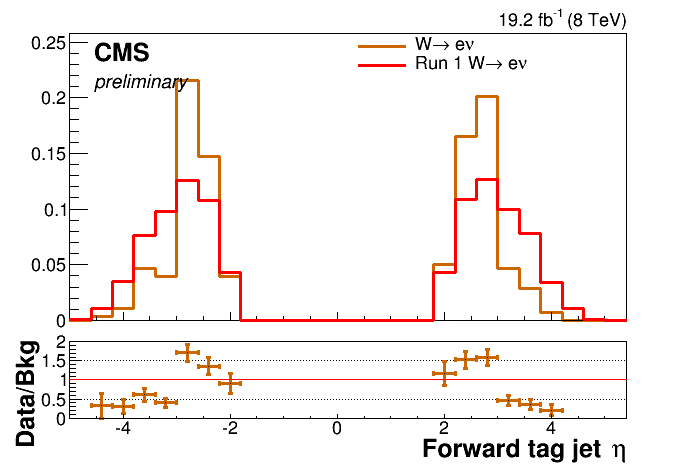 19.2 fb⁻¹ (8 TeV)
CMS
preliminary
W→ eν
Run 1 W→ eν
0.25
0.2
0.15
0.1
0.05
0
Data/Bkg
2
1.5
1
0.5
0
-4 -2 0 2 4
Forward tag jet η